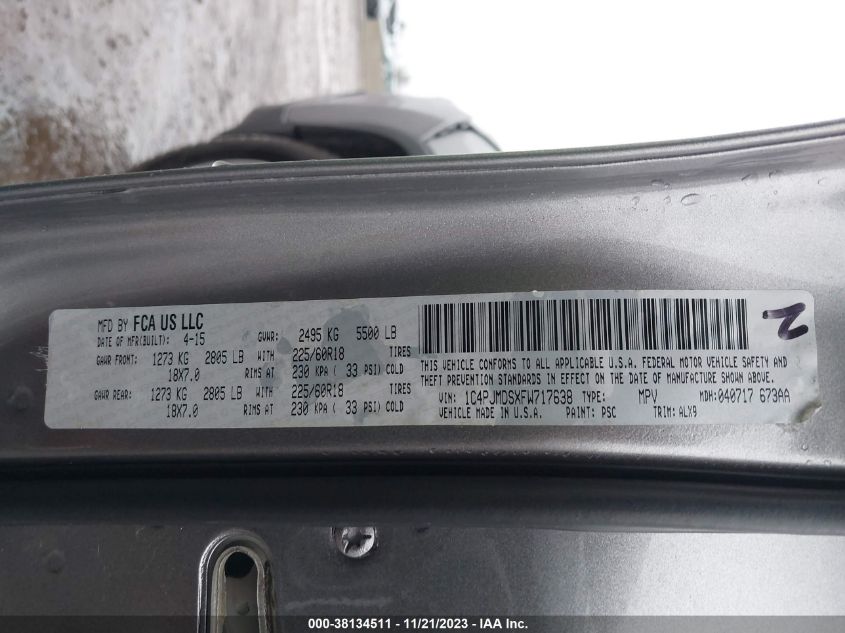 MFD BY FCA US LLC
DATE OF MFR(BUILT): 4-15 GVWR: 2495 KG 5500 LB
GAWR FRONT: 1273 KG 2805 LB WITH 225/60R18 TIRES
18X7.0 RIMS AT 230 KPA ( 33 PSI) COLD
GAWR REAR: 1273 KG 2805 LB WITH 225/60R18 TIRES
18X7.0 RIMS AT 230 KPA ( 33 PSI) COLD
THIS VEHICLE CONFORMS TO ALL APPLICABLE U.S.A. FEDERAL MOTOR VEHICLE SAFETY AND
THEFT PREVENTION STANDARDS IN EFFECT ON THE DATE OF MANUFACTURE SHOWN ABOVE.
VIN: 1C4PJMDSXFW717638 TYPE: MPV MDH: 040717 673AA
VEHICLE MADE IN U.S.A. PAINT: PSC TRIM: ALX9
000-38134511 - 11/21/2023 - IAA Inc.